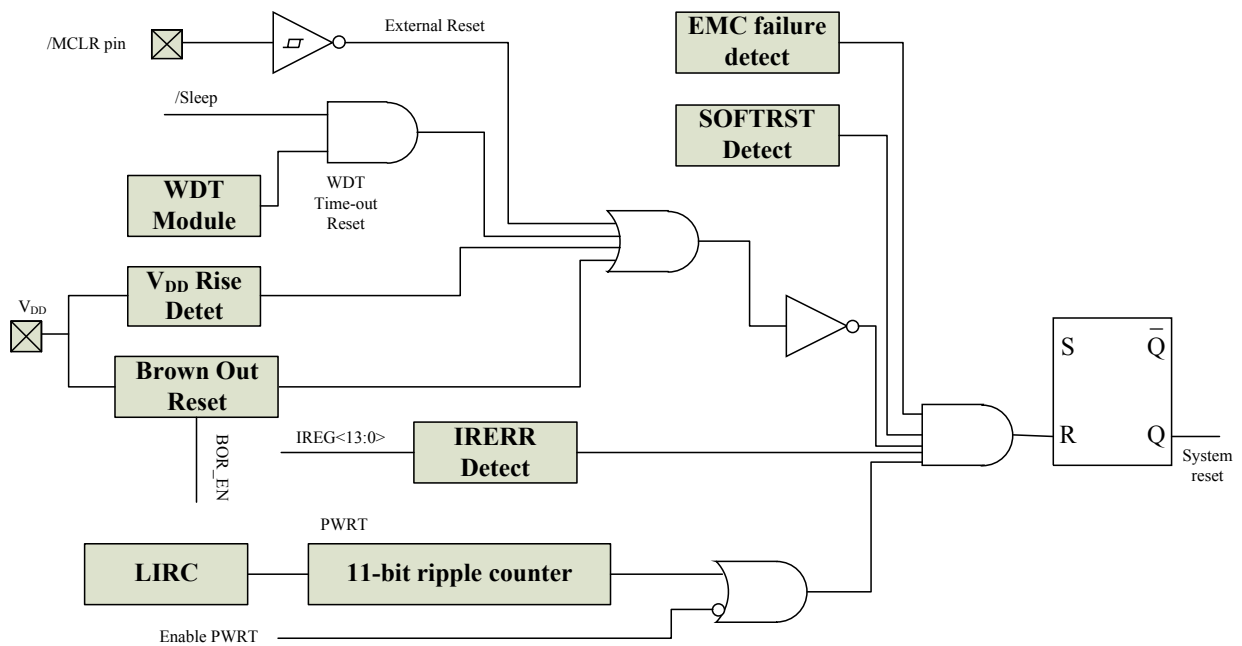 /MCLR pin
External Reset
EMC failure
detect
/Sleep
SOFTRST
Detect
WDT
Module
WDT
Time-out
Reset
VDD
VDD Rise
Detet
Brown Out
Reset
BOR_EN
IREG<13:0>
IRERR
Detect
S
Q̅
R
Q
System
reset
PWRT
LIRC
11-bit ripple counter
Enable PWRT